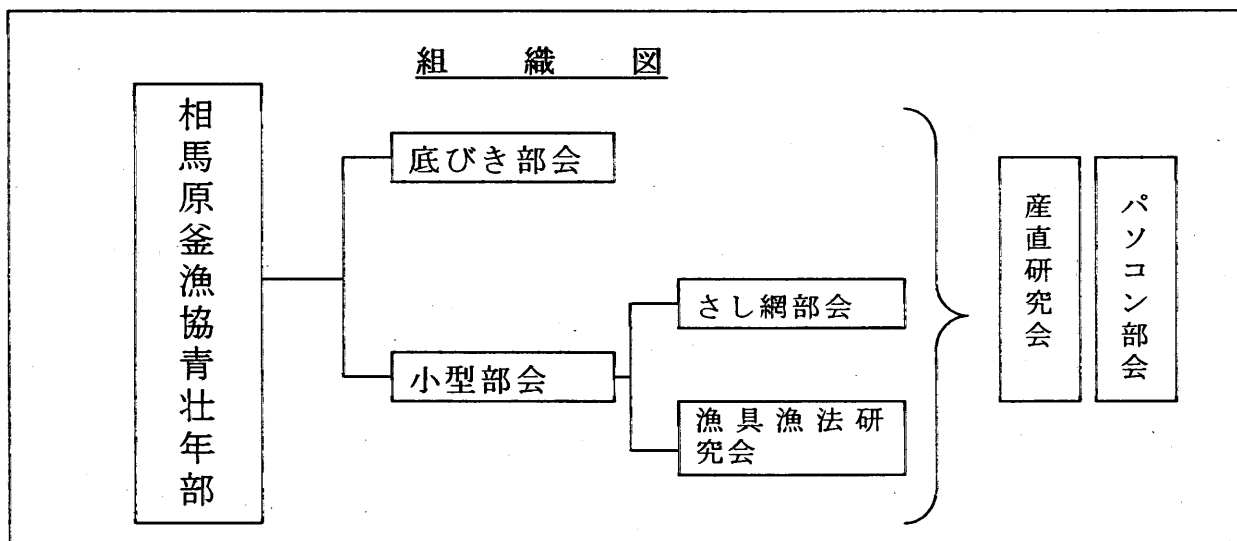 組織図
相馬原釜漁協青壮年部
底びき部会
小型部会
さし網部会
漁具漁法研
究会
産直研究会
パソコン部会